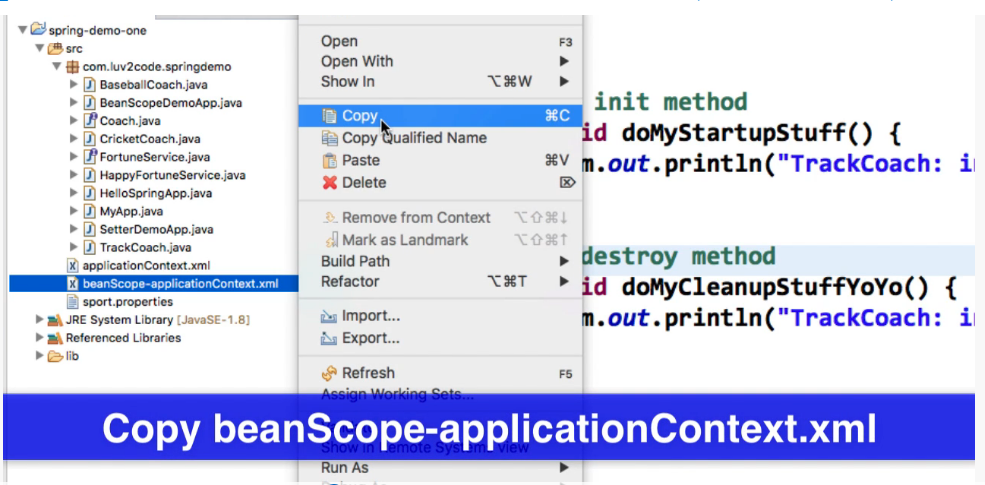 spring-demo-one
src
com.luv2code.springdemo
BaseballCoach.java
BeanScopeDemoApp.java
Coach.java
CricketCoach.java
FortuneService.java
HappyFortuneService.java
HelloSpringApp.java
MyApp.java
SetterDemoApp.java
TrackCoach.java
applicationContext.xml
beanScope-applicationContext.xml
sport.properties
JRE System Library [JavaSE-1.8]
Referenced Libraries
lib
Open F3
Open With
Show In ⌥⌘W
Copy ⌘C
Copy Qualified Name
Paste ⌘V
Delete ⌦
Remove from Context ⌥⇧⌘↓
Mark as Landmark ⌥⇧⌘↑
Build Path
Refactor ⌥⌘T
Import...
Export...
Refresh F5
Assign Working Sets...
Show in Remote Systems view
Run As
init method
id doMyStartupStuff() {
m.out.println("TrackCoach: in
destroy method
id doMyCleanupStuffYoYo() {
m.out.println("TrackCoach: in
Copy beanScope-applicationContext.xml